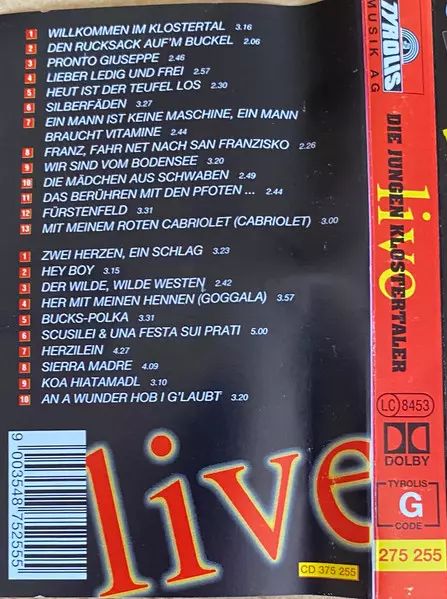 1 WILLKOMMEN IM KLOSTERTAL 3.16
2 DEN RUCKSACK AUF'M BUCKEL 2.06
3 PRONTO GIUSEPPE 2.46
4 LIEBER LEDIG UND FREI 2.57
5 HEUT IST DER TEUFEL LOS 2.30
6 SILBERFÄDEN 3.27
7 EIN MANN IST KEINE MASCHINE, EIN MANN
BRAUCHT VITAMINE 2.44
8 FRANZ, FAHR NET NACH SAN FRANZISKO 2.26
9 WIR SIND VOM BODENSEE 3.20
10 DIE MÄDCHEN AUS SCHWABEN 2.49
11 DAS BERÜHREN MIT DEN PFOTEN ... 2.44
12 FÜRSTENFELD 3.31
13 MIT MEINEM ROTEN CABRIOLET (CABRIOLET) 3.00
1 ZWEI HERZEN, EIN SCHLAG 3.23
2 HEY BOY 3.15
3 DER WILDE, WILDE WESTEN 2.42
4 HER MIT MEINEN HENNEN (GOGGALA) 3.57
5 BUCKS-POLKA 3.31
6 SCUSILEI & UNA FESTA SUI PRATI 5.00
7 HERZILEIN 4.27
8 SIERRA MADRE 4.09
9 KOA HIATAMADL 3.10
10 AN A WUNDER HOB I G'LAUBT 3.20
9 003548 752555
live
CD 375 255
TYROLIS
MUSIK AG
DIE JUNGEN KLOSTERTALER
live
LC 8453
DOLBY
TYROLIS
G
CODE
275 255